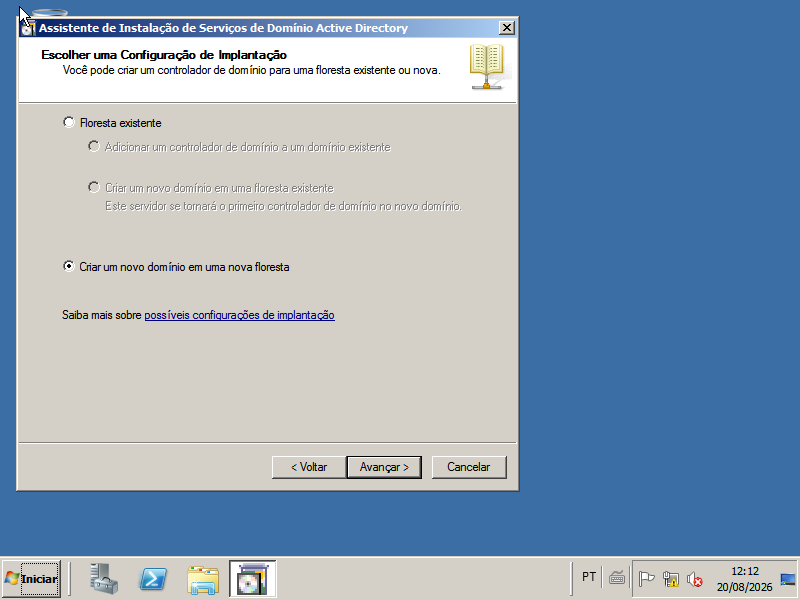 Assistente de Instalação de Serviços de Domínio Active Directory
Escolher uma Configuração de Implantação
Você pode criar um controlador de domínio para uma floresta existente ou nova.
Floresta existente
Adicionar um controlador de domínio a um domínio existente
Criar um novo domínio em uma floresta existente
Este servidor se tornará o primeiro controlador de domínio no novo domínio.
Criar um novo domínio em uma nova floresta
Saiba mais sobre possíveis configurações de implantação
< Voltar
Avançar >
Cancelar
Iniciar
PT
12:12
20/08/2026